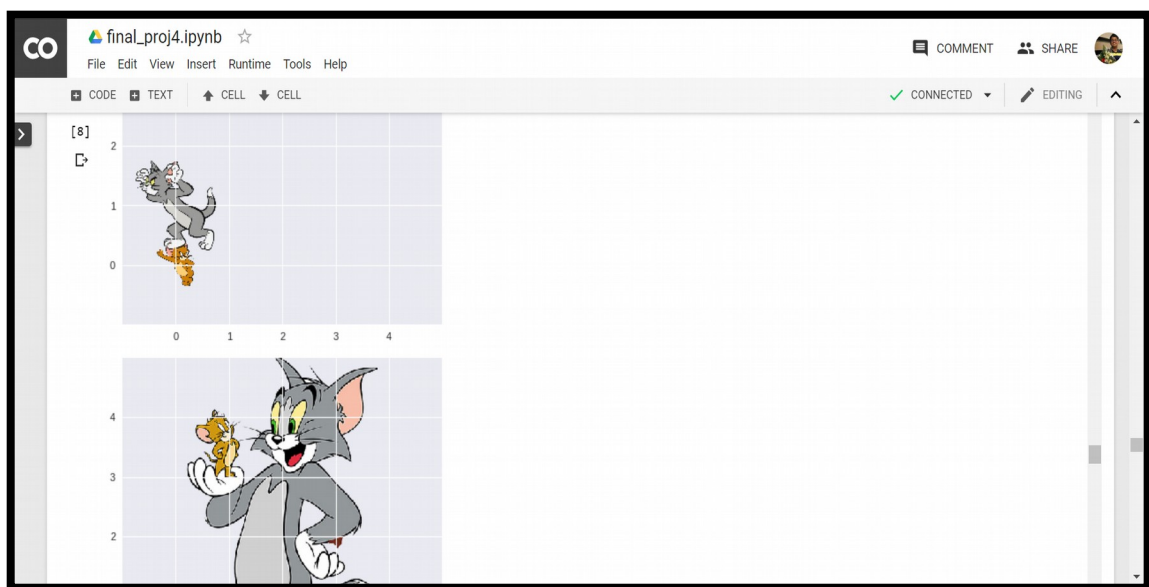 CO
final_proj4.ipynb
COMMENT SHARE
File Edit View Insert Runtime Tools Help
CODE TEXT CELL CELL
CONNECTED EDITING
[8]
2
1
0
0 1 2 3 4
4
3
2